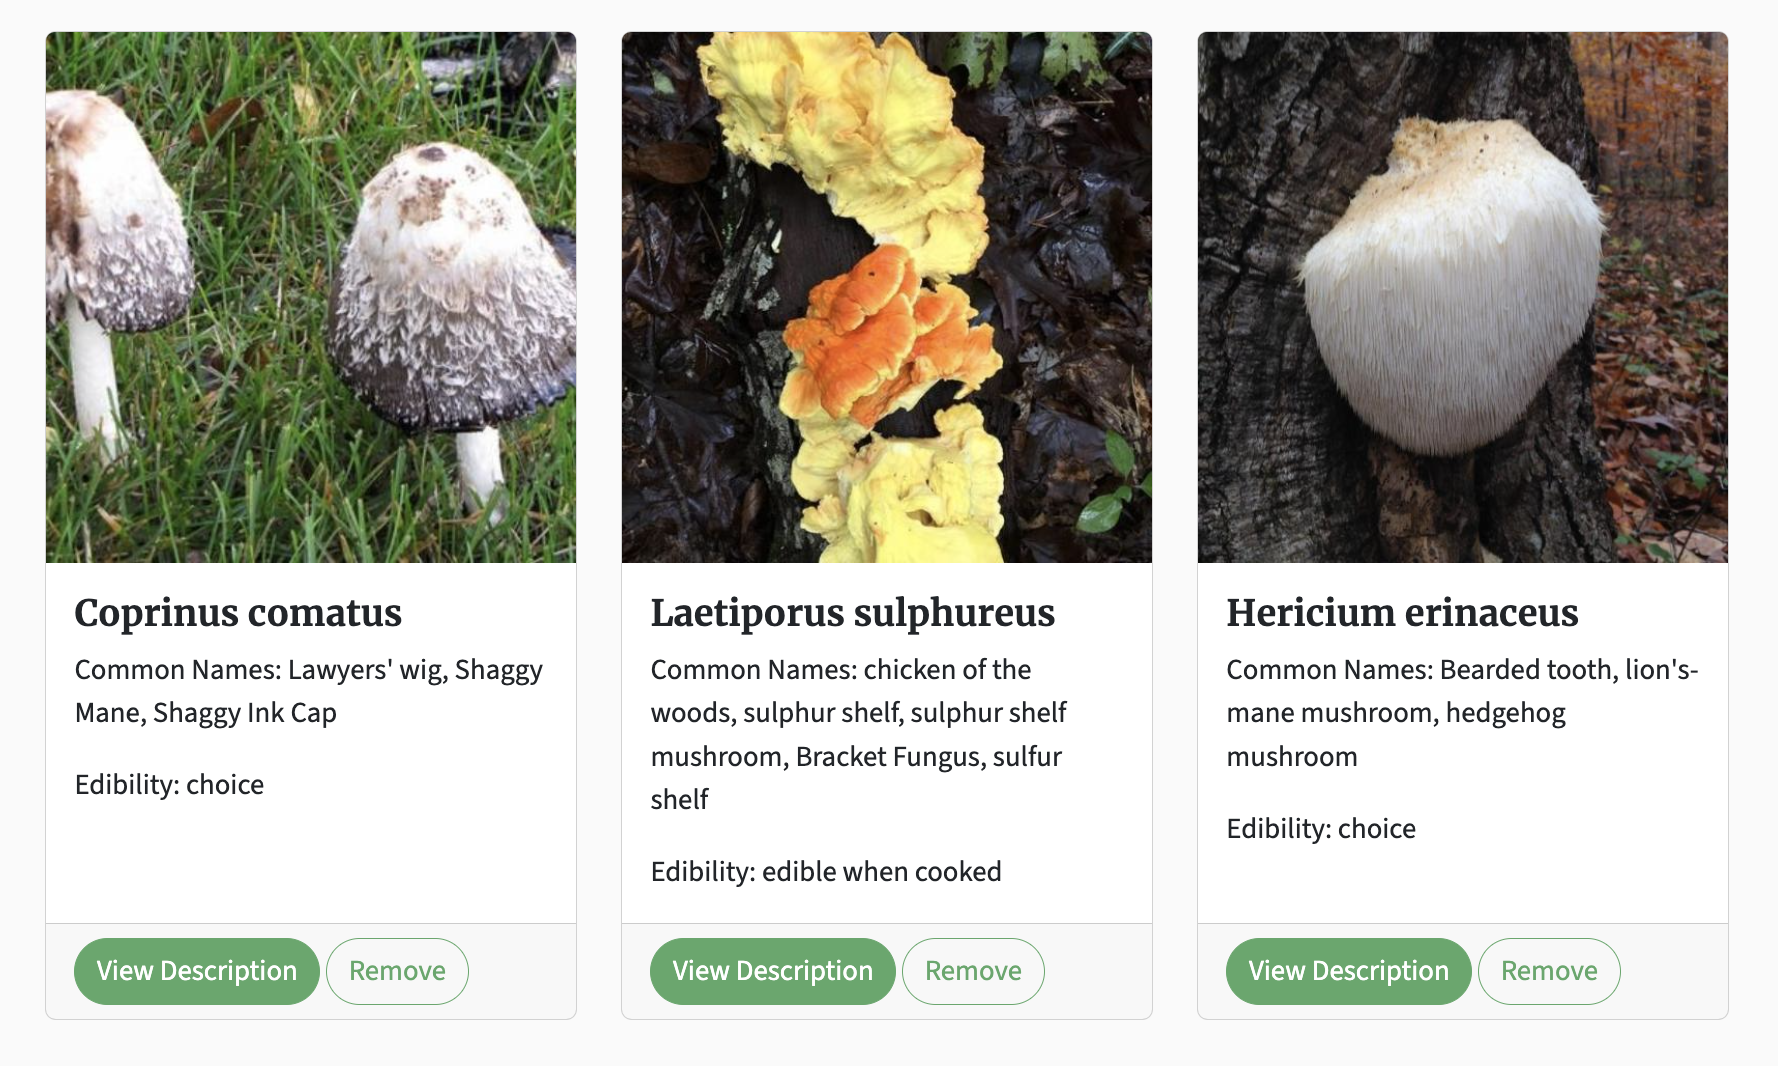 Coprinus comatus
Common Names: Lawyers' wig, Shaggy
Mane, Shaggy Ink Cap
Edibility: choice
View Description
Remove
Laetiporus sulphureus
Common Names: chicken of the
woods, sulphur shelf, sulphur shelf
mushroom, Bracket Fungus, sulfur
shelf
Edibility: edible when cooked
View Description
Remove
Hericium erinaceus
Common Names: Bearded tooth, lion's-
mane mushroom, hedgehog
mushroom
Edibility: choice
View Description
Remove